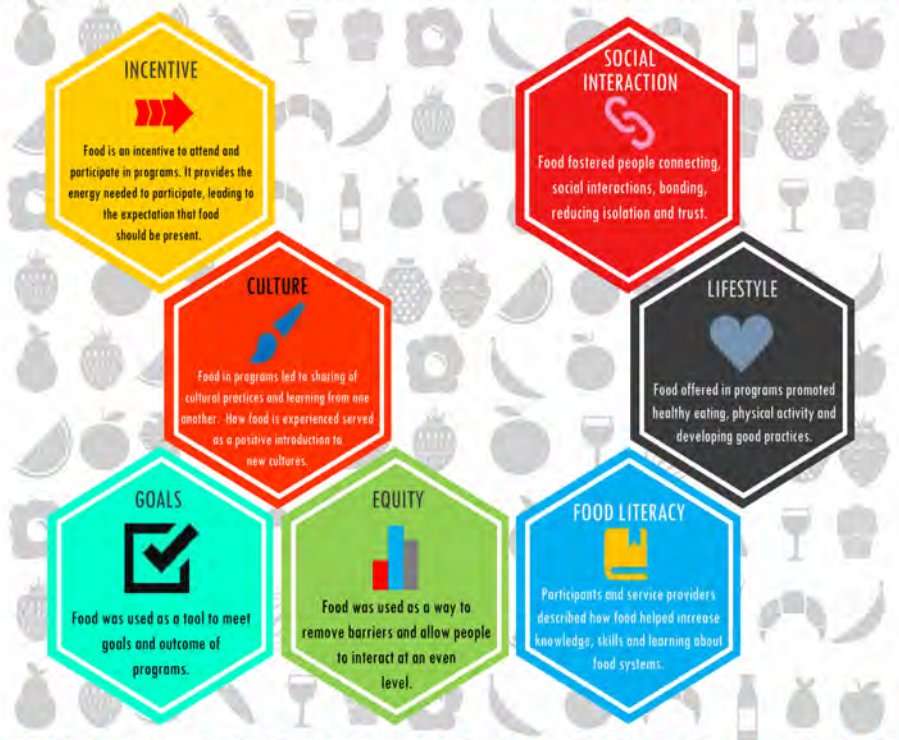 INCENTIVE
Food is an incentive to attend and
participate in programs. It provides the
energy needed to participate, leading to
the expectation that food
should be present.
SOCIAL
INTERACTION
Food fostered people connecting,
social interactions, bonding,
reducing isolation and trust.
CULTURE
Food in programs led to sharing of
cultural practices and learning from one
another. How food is experienced served
as a positive introduction to
new cultures.
LIFESTYLE
Food offered in programs promoted
healthy eating, physical activity and
developing good practices.
GOALS
Food was used as a tool to meet
goals and outcome of
programs.
EQUITY
Food was used as a way to
remove barriers and allow people
to interact at an even
level.
FOOD LITERACY
Participants and service providers
described how food helped increase
knowledge, skills and learning about
food systems.